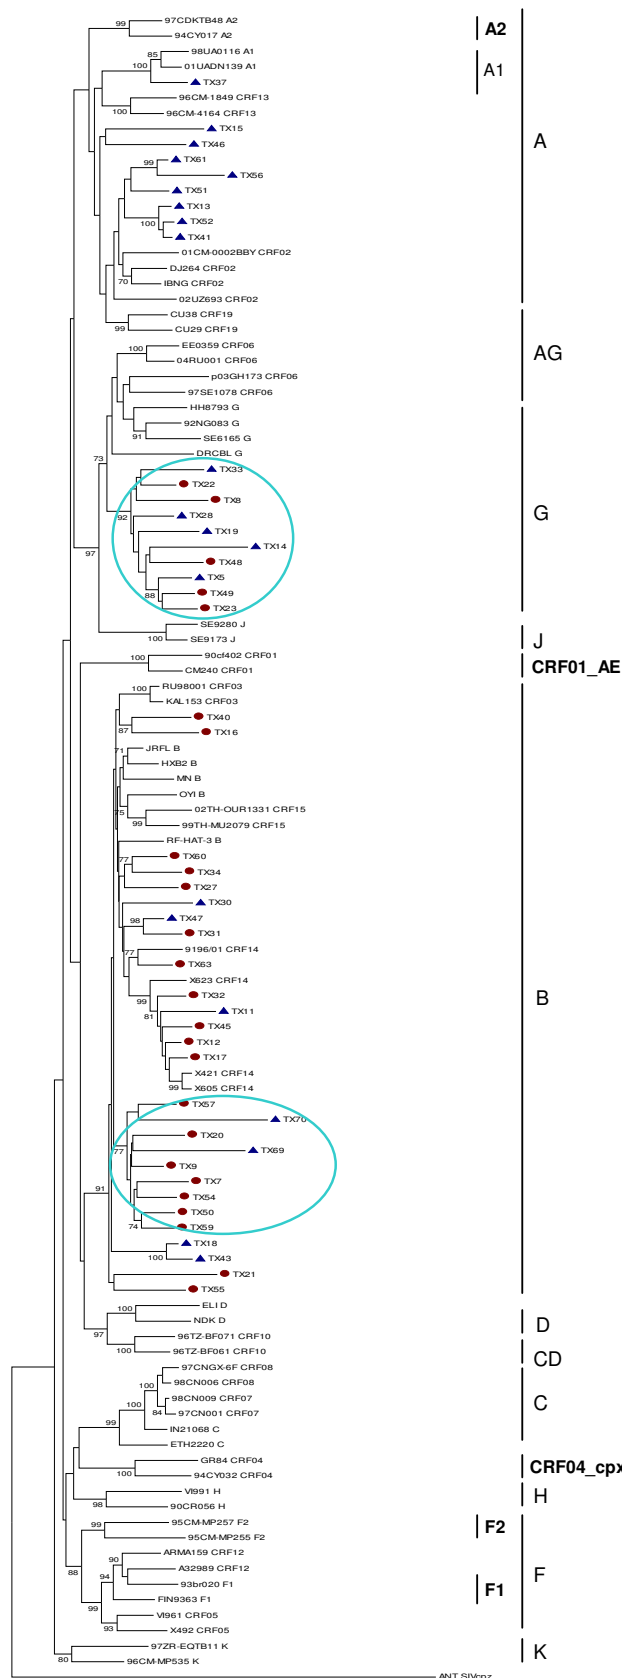 97CDKTB48 A2
99
A2
94CY017 A2
98UA0116 A1
85
01UADN139 A1
A1
TX37
96CM-1849 CRF13
100
96CM-4164 CRF13
TX15
A
TX46
TX61
99
TX56
TX51
TX13
100
TX52
TX41
01CM-0002BBY CRF02
DJ264 CRF02
70
IBNG CRF02
02UZ693 CRF02
CU38 CRF19
99
CU29 CRF19
EE0359 CRF06
100
AG
04RU001 CRF06
p03GH173 CRF06
97SE1078 CRF06
HH8793 G
92NG083 G
91
SE6165 G
73
DRCBL G
TX33
TX22
TX8
92
TX28
G
TX19
TX14
97
TX48
TX5
88
TX49
TX23
SE9280 J
100
J
SE9173 J
90cf402 CRF01
100
CRF01_AE
CM240 CRF01
RU98001 CRF03
100
KAL153 CRF03
TX40
87
TX16
71
JRFL B
HXB2 B
MN B
OYI B
75
02TH-OUR1331 CRF15
99
99TH-MU2079 CRF15
RF-HAT-3 B
77
TX60
TX34
TX27
TX30
TX47
98
TX31
77
9196/01 CRF14
TX63
X623 CRF14
99
TX32
B
81
TX11
TX45
TX12
TX17
X421 CRF14
99
X605 CRF14
TX57
TX70
TX20
77
TX69
TX9
TX7
91
TX54
TX50
74
TX59
TX18
100
TX43
TX21
TX55
ELI D
100
NDK D
D
97
96TZ-BF071 CRF10
100
96TZ-BF061 CRF10
CD
97CNGX-6F CRF08
100
98CN006 CRF08
100
98CN009 CRF07
C
84
97CN001 CRF07
99
IN21068 C
ETH2220 C
GR84 CRF04
100
CRF04_cpx
94CY032 CRF04
VI991 H
98
H
90CR056 H
95CM-MP257 F2
99
F2
95CM-MP255 F2
ARMA159 CRF12
90
88
A32989 CRF12
F
94
93br020 F1
F1
FIN9363 F1
99
VI961 CRF05
93
X492 CRF05
97ZR-EQTB11 K
80
K
96CM-MP535 K
ANT SIVcpz